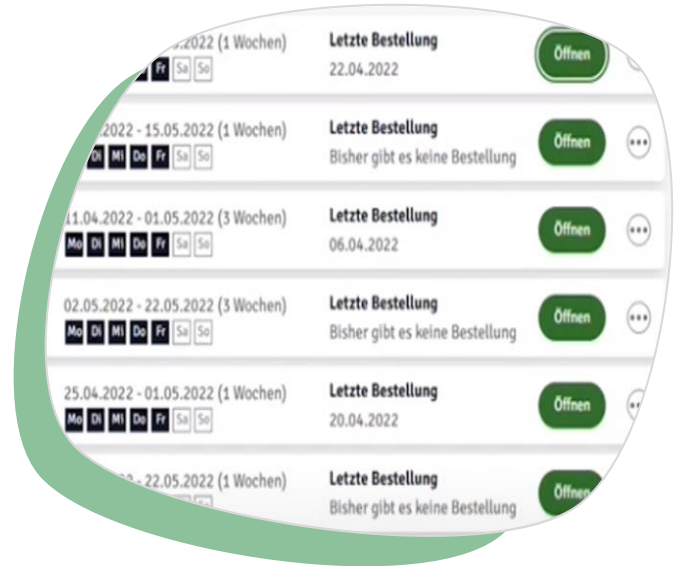 .2022 (1 Wochen) Letzte Bestellung Öffnen
Fr Sa So 22.04.2022
2022 - 15.05.2022 (1 Wochen) Letzte Bestellung Öffnen
Di Mi Do Fr Sa So Bisher gibt es keine Bestellung
11.04.2022 - 01.05.2022 (3 Wochen) Letzte Bestellung Öffnen
Mo Di Mi Do Fr Sa So 06.04.2022
02.05.2022 - 22.05.2022 (3 Wochen) Letzte Bestellung Öffnen
Mo Di Mi Do Fr Sa So Bisher gibt es keine Bestellung
25.04.2022 - 01.05.2022 (1 Wochen) Letzte Bestellung Öffnen
Mo Di Mi Do Fr Sa So 20.04.2022
- 22.05.2022 (1 Wochen) Letzte Bestellung Öffnen
Bisher gibt es keine Bestellung